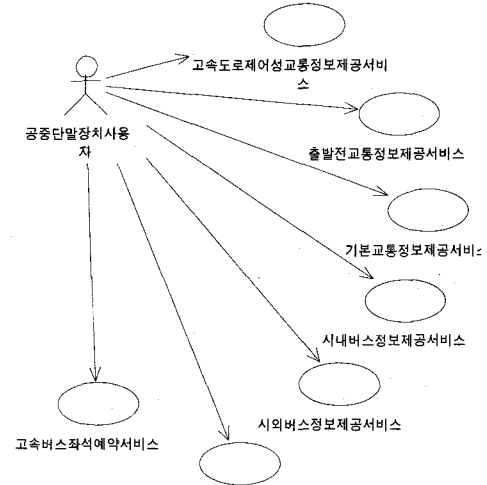 고속도로제어성교통정보제공서비
스
공중단말장치사용
자
출발전교통정보제공서비스
기본교통정보제공서비스
시내버스정보제공서비스
시외버스정보제공서비스
고속버스좌석예약서비스